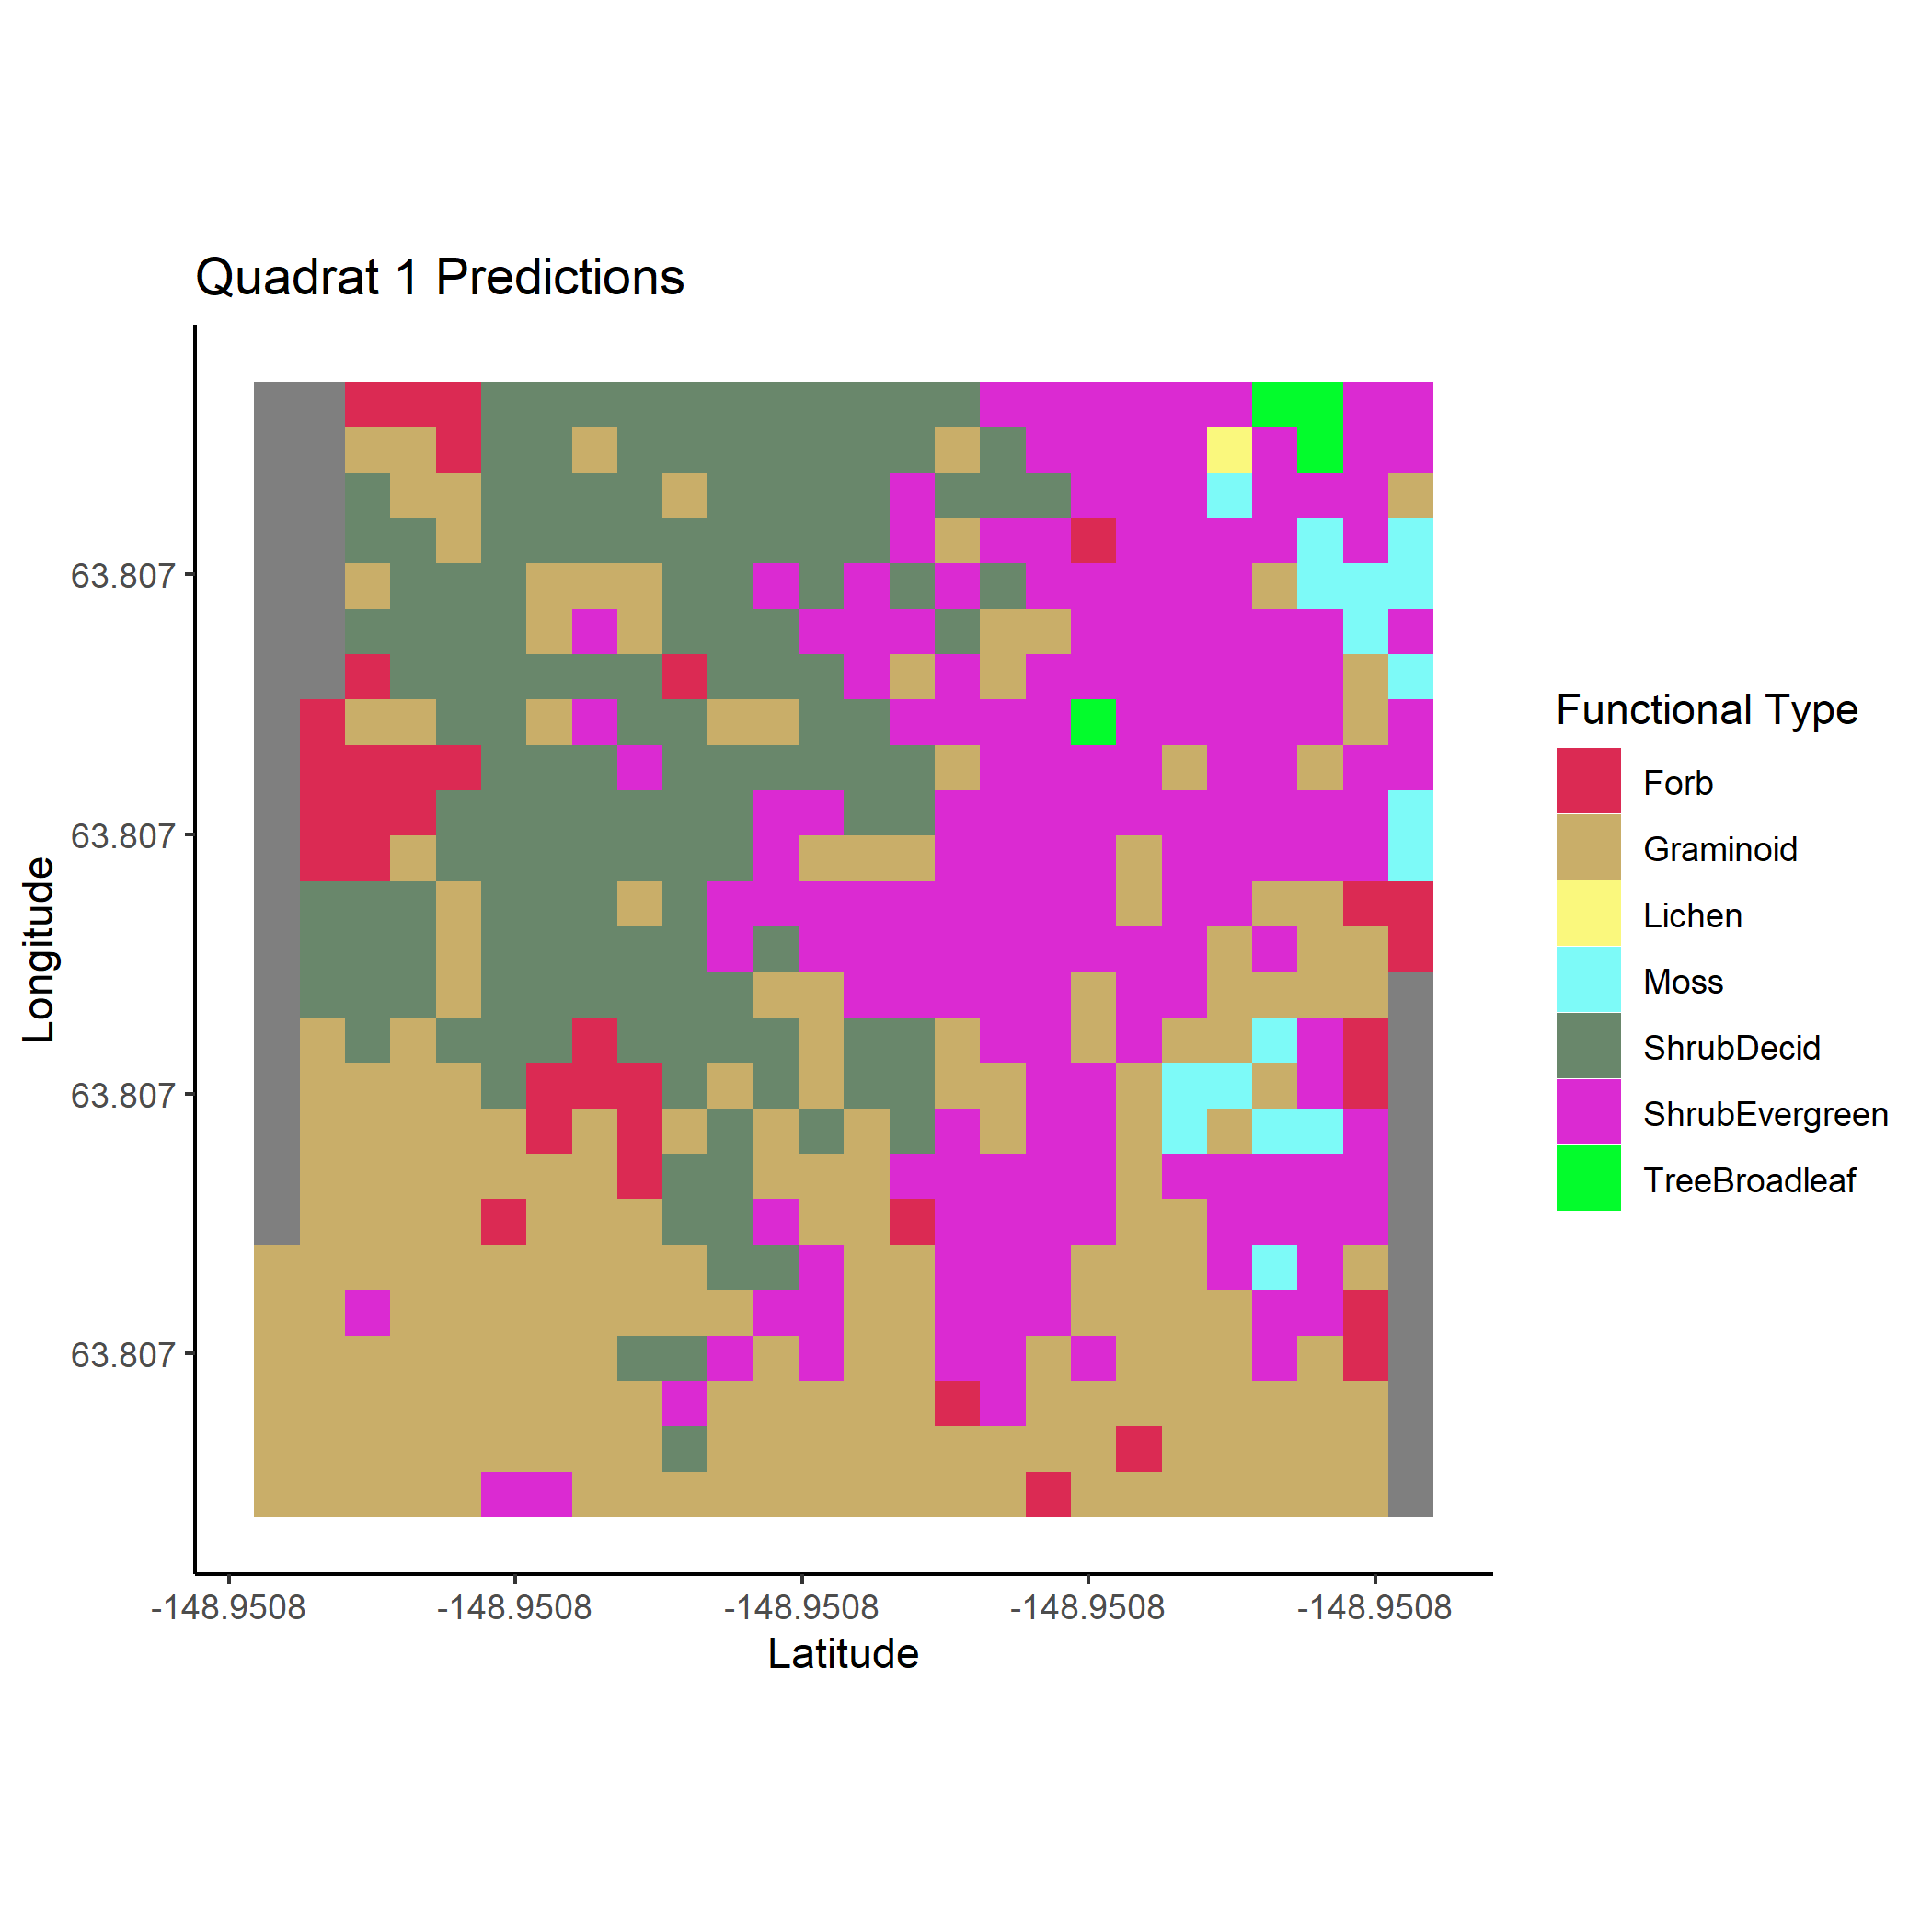 Quadrat 1 Predictions
63.807
63.807
63.807
63.807
Longitude
-148.9508 -148.9508 -148.9508 -148.9508 -148.9508
Latitude
Functional Type
Forb
Graminoid
Lichen
Moss
ShrubDecid
ShrubEvergreen
TreeBroadleaf